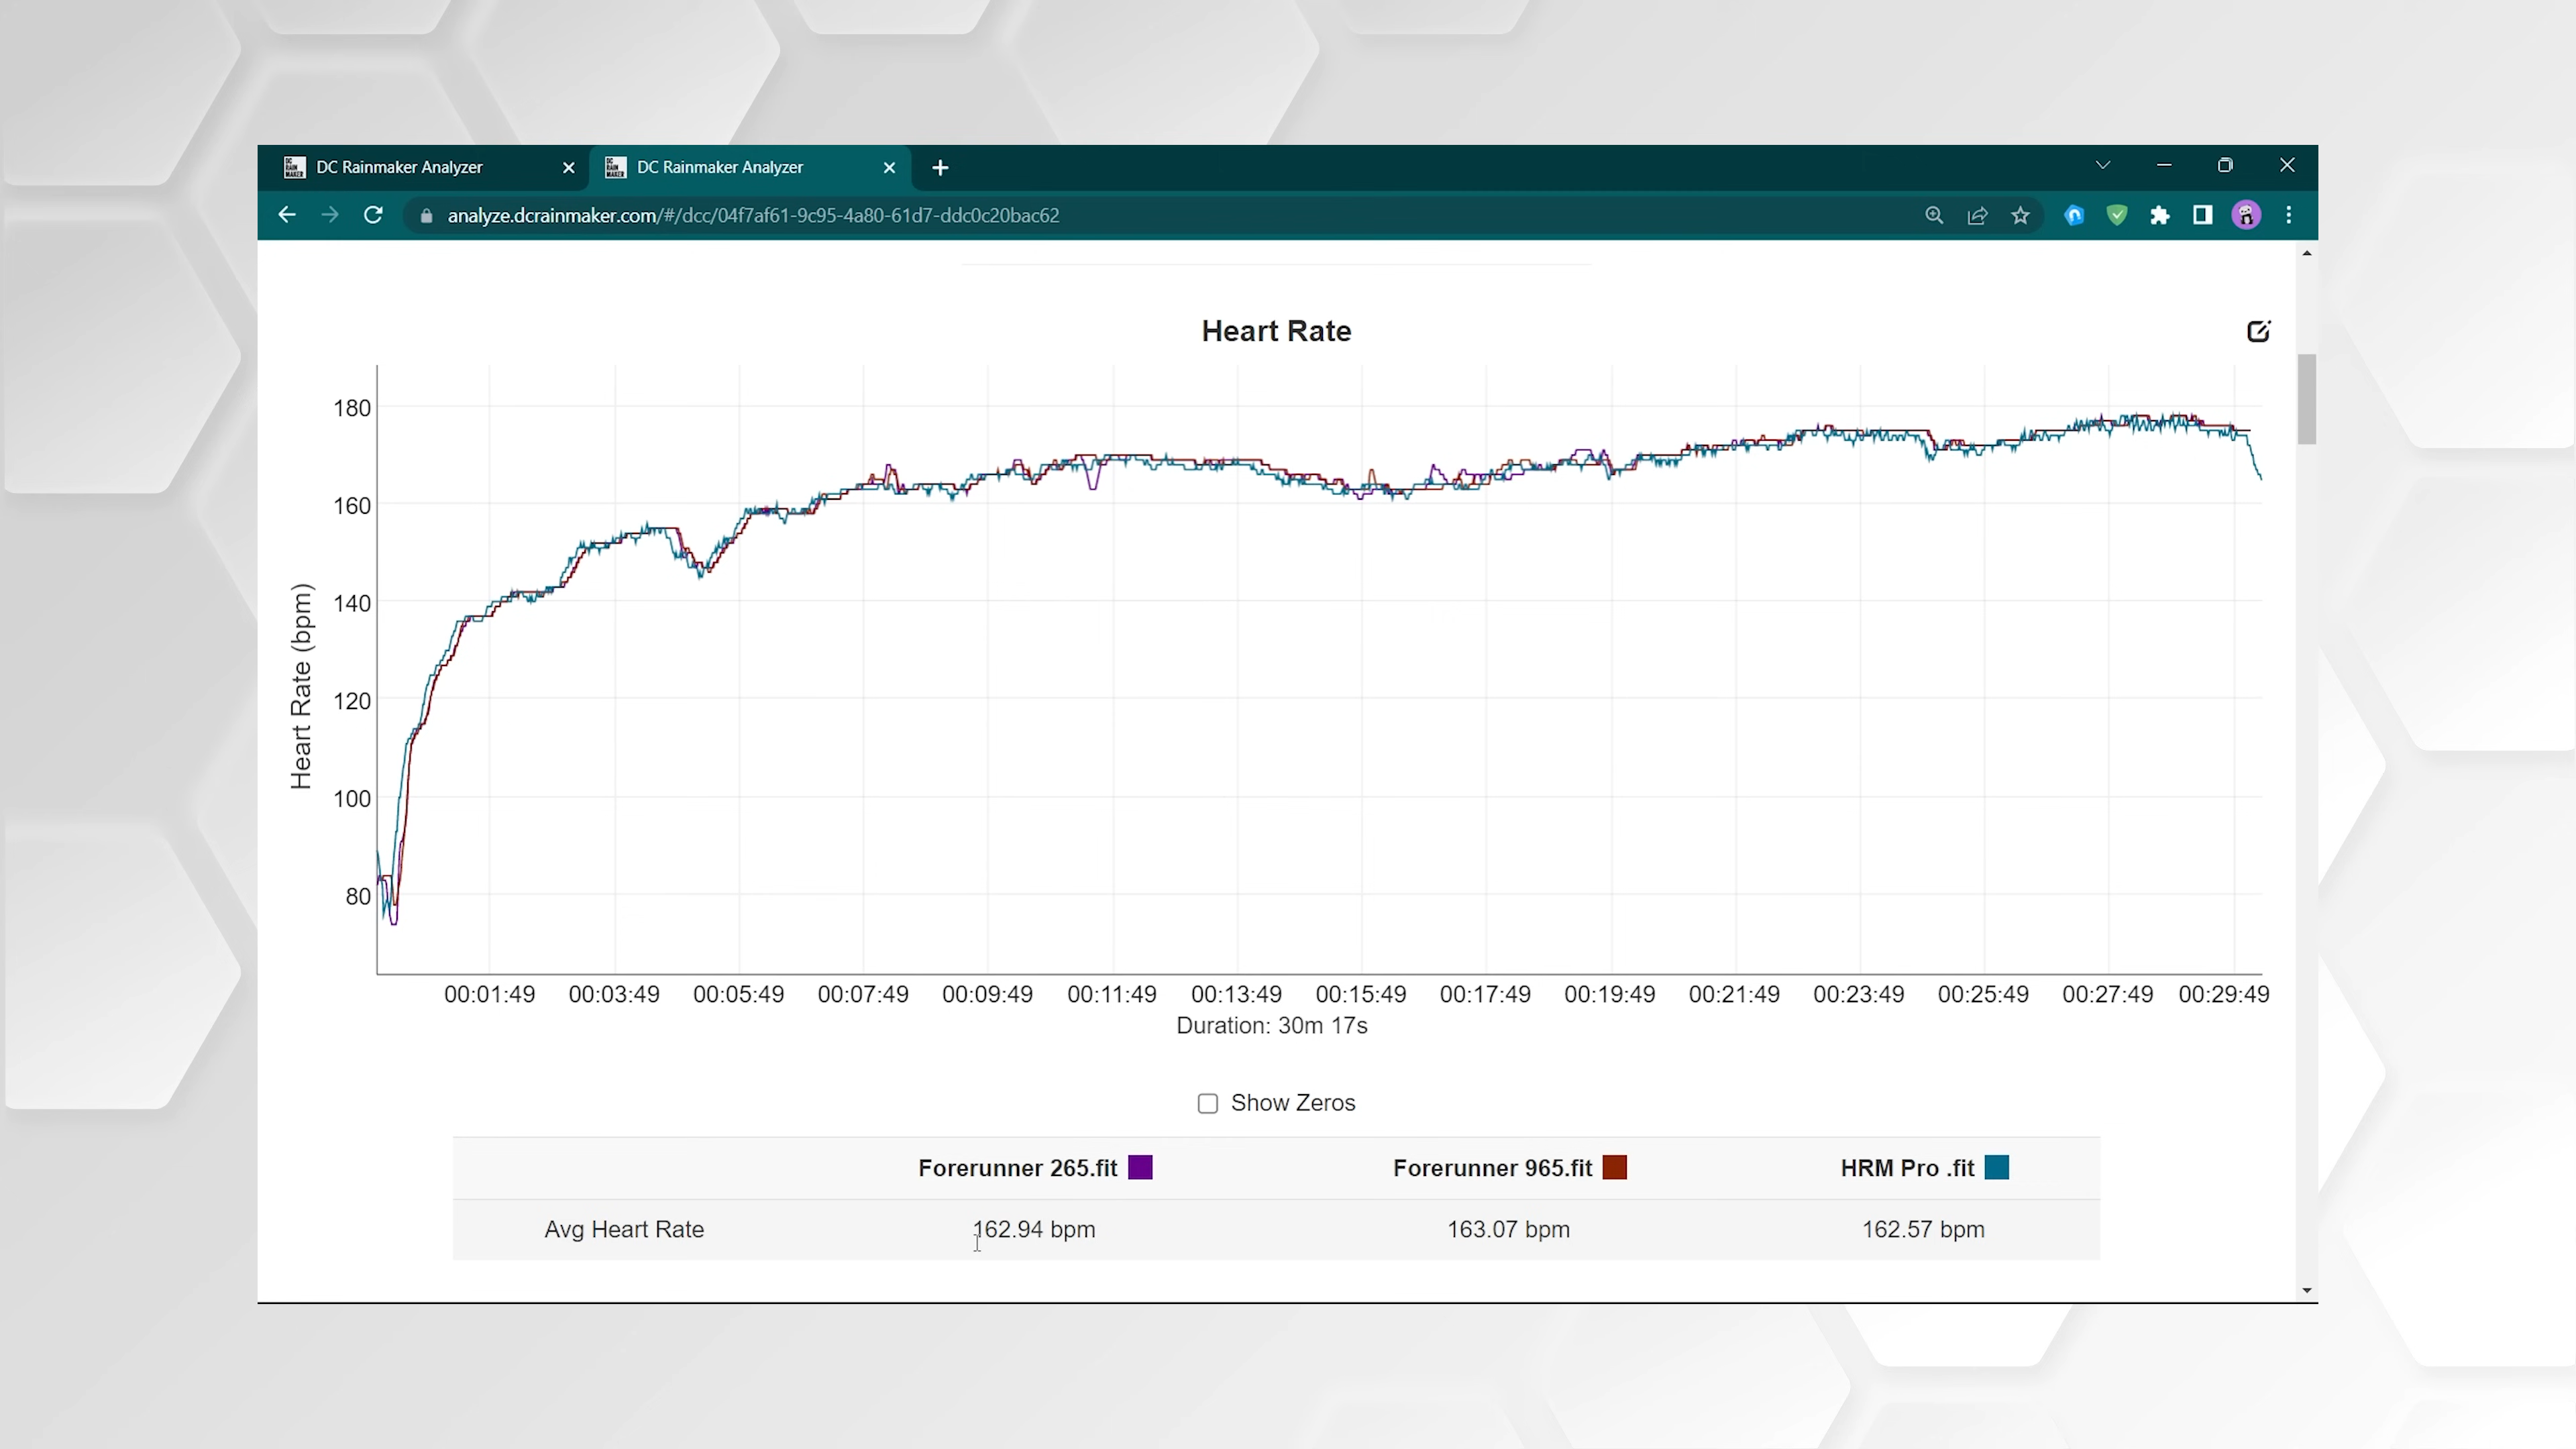 DC Rainmaker Analyzer
DC Rainmaker Analyzer
analyze.dcrainmaker.com/#/dcc/04f7af61-9c95-4a80-61d7-ddc0c20bac62
Heart Rate
Heart Rate (bpm)
180
160
140
120
100
80
00:01:49 00:03:49 00:05:49 00:07:49 00:09:49 00:11:49 00:13:49 00:15:49 00:17:49 00:19:49 00:21:49 00:23:49 00:25:49 00:27:49 00:29:49
Duration: 30m 17s
Show Zeros
Forerunner 265.fit Forerunner 965.fit HRM Pro .fit
Avg Heart Rate 162.94 bpm 163.07 bpm 162.57 bpm